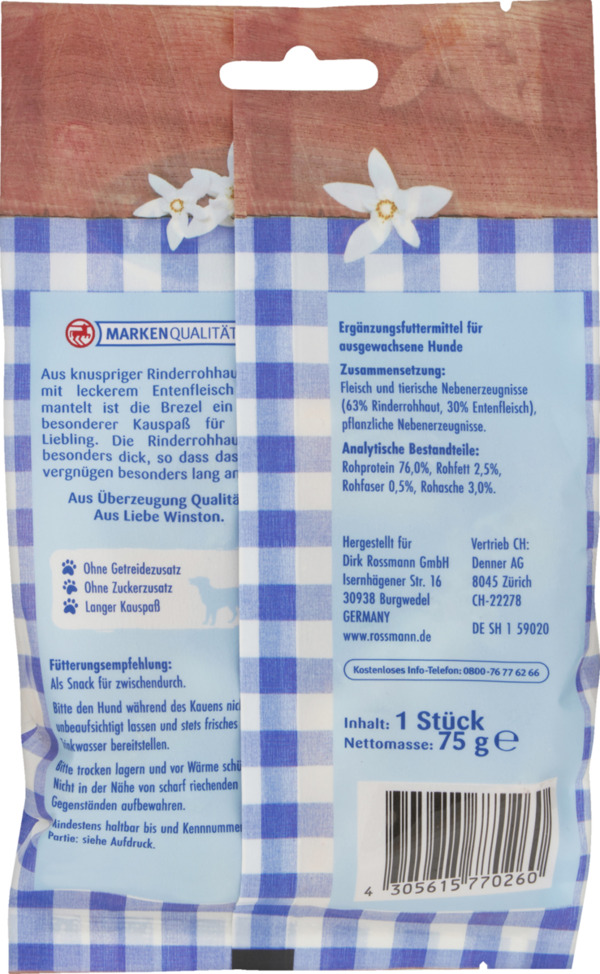 MARKENQUALITÄT
Aus knuspriger Rinderrohhau
mit leckerem Entenfleisch
mantelt ist die Brezel ein
besonderer Kauspaß für
Liebling. Die Rinderrohhau
besonders dick, so dass das
vergnügen besonders lang an
Aus Überzeugung Qualitä
Aus Liebe Winston.
Ohne Getreidezusatz
Ohne Zuckerzusatz
Langer Kauspaß
Fütterungsempfehlung:
Als Snack für zwischendurch.
Bitte den Hund während des Kauens nic
unbeaufsichtigt lassen und stets frisches
inkwasser bereitstellen.
Bitte trocken lagern und vor Wärme schü
Nicht in der Nähe von scharf riechenden
Gegenständen aufbewahren.
Mindestens haltbar bis und Kennnummer
Partie: siehe Aufdruck.
Ergänzungsfuttermittel für
ausgewachsene Hunde
Zusammensetzung:
Fleisch und tierische Nebenerzeugnisse
(63% Rinderrohhaut, 30% Entenfleisch),
pflanzliche Nebenerzeugnisse.
Analytische Bestandteile:
Rohprotein 76,0%, Rohfett 2,5%,
Rohfaser 0,5%, Rohasche 3,0%.
Hergestellt für
Dirk Rossmann GmbH
Isernhägener Str. 16
30938 Burgwedel
GERMANY
www.rossmann.de
Vertrieb CH:
Denner AG
8045 Zürich
CH-22278
DE SH 1 59020
Kostenloses Info-Telefon: 0800-76 77 62 66
Inhalt: 1 Stück
Nettomasse: 75 g ℮
4 305615 770260